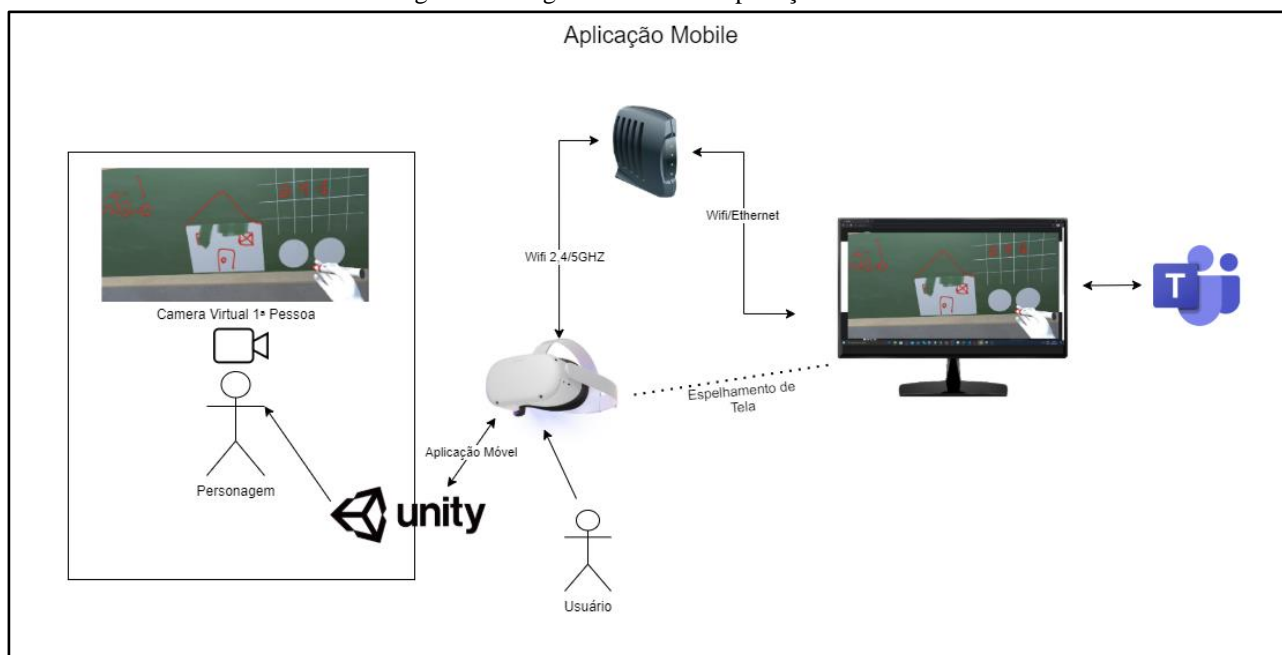 Aplicação Mobile
Wifi/Ethernet
Wifi 2,4/5GHZ
Camera Virtual 1ª Pessoa
T
Espelhamento de
Tela
Aplicação Móvel
Personagem
unity
Usuário